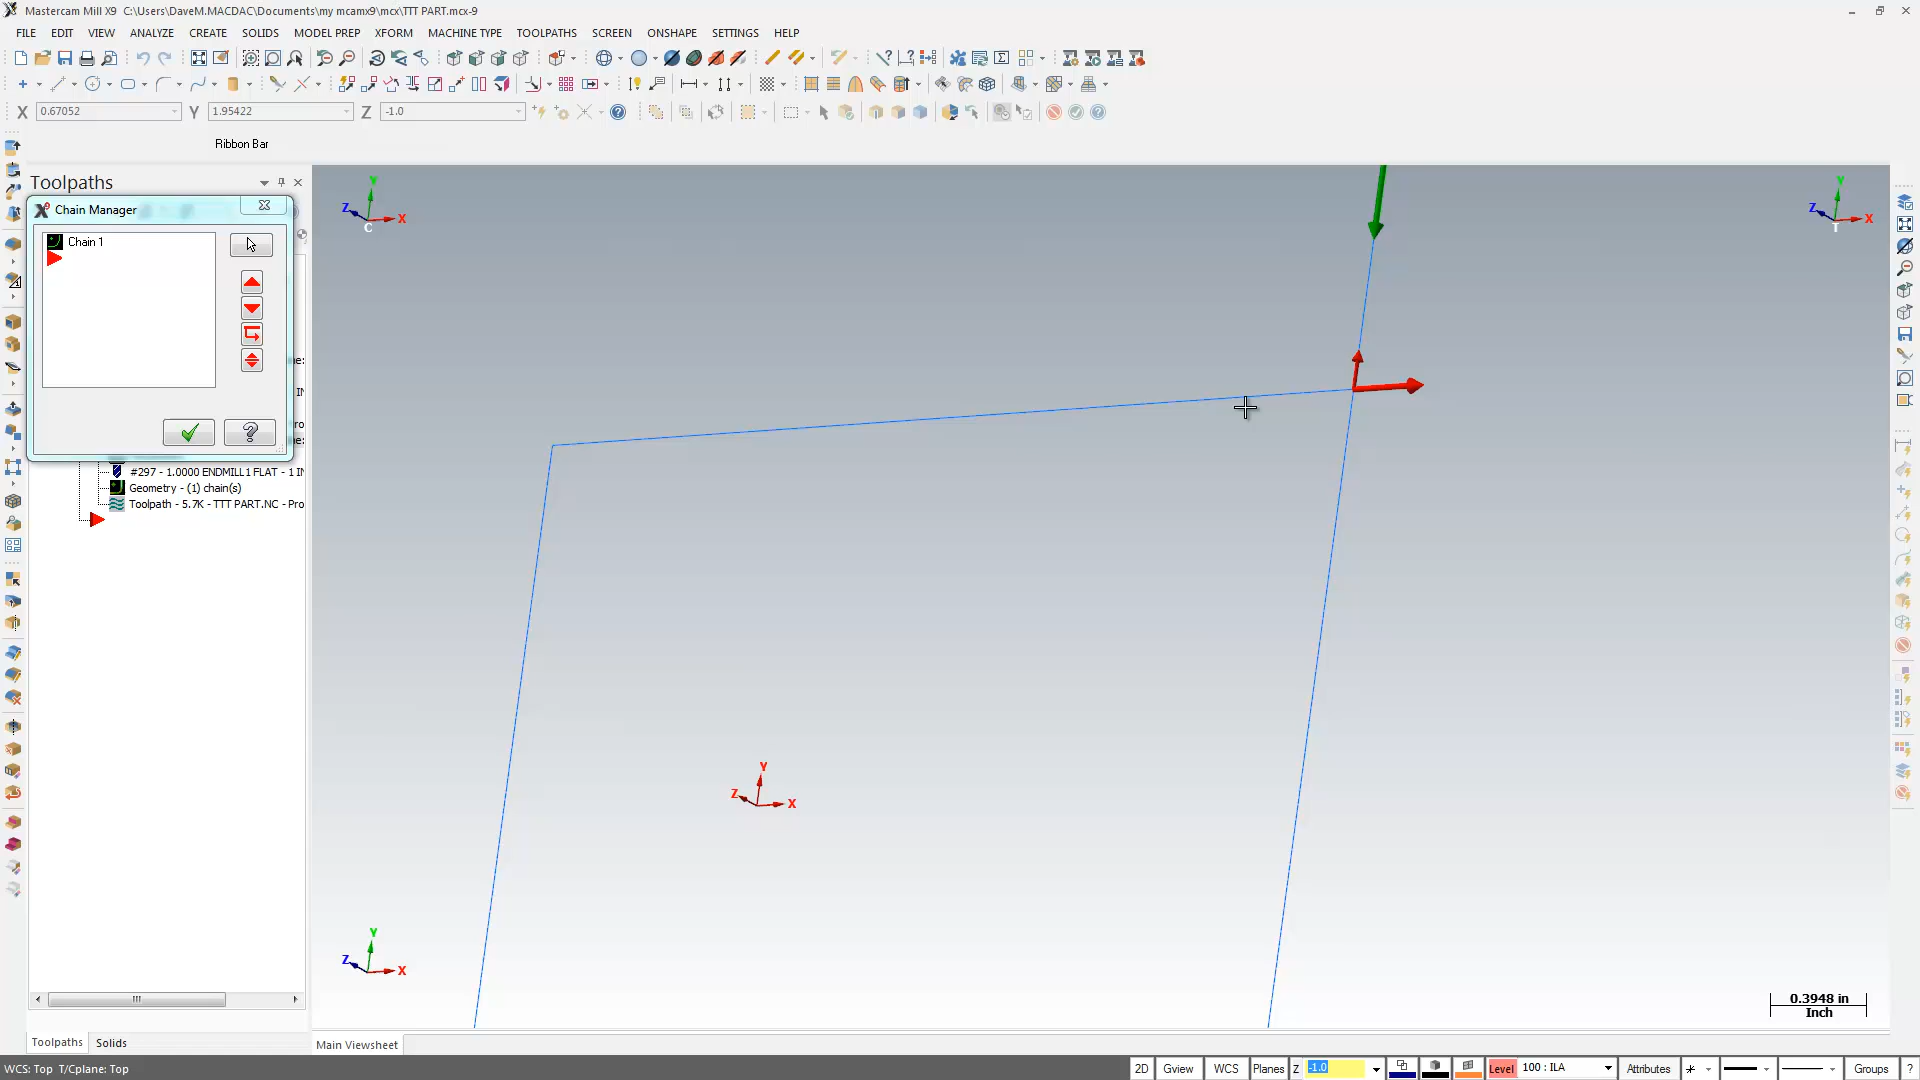 Mastercam Mill X9 C:\Users\DaveM.MACDAC\Documents\my mcamx9\mcx\TTT PART.mcx-9
FILE EDIT VIEW ANALYZE CREATE SOLIDS MODEL PREP XFORM MACHINE TYPE TOOLPATHS SCREEN ONSHAPE SETTINGS HELP
X 0.67052 Y 1.95422 Z -1.0
Ribbon Bar
Toolpaths
Chain Manager
Chain 1
#297 - 1.0000 ENDMILL1 FLAT - 1 IN
Geometry - (1) chain(s)
Toolpath - 5.7K - TTT PART.NC - Pro
Y
Z X
C
Y
Z X
T
Y
Z X
Y
Z X
0.3948 in
Inch
Toolpaths Solids
Main Viewsheet
WCS: Top T/Cplane: Top
2D Gview WCS Planes Z -1.0 Level 100 : ILA Attributes Groups ?